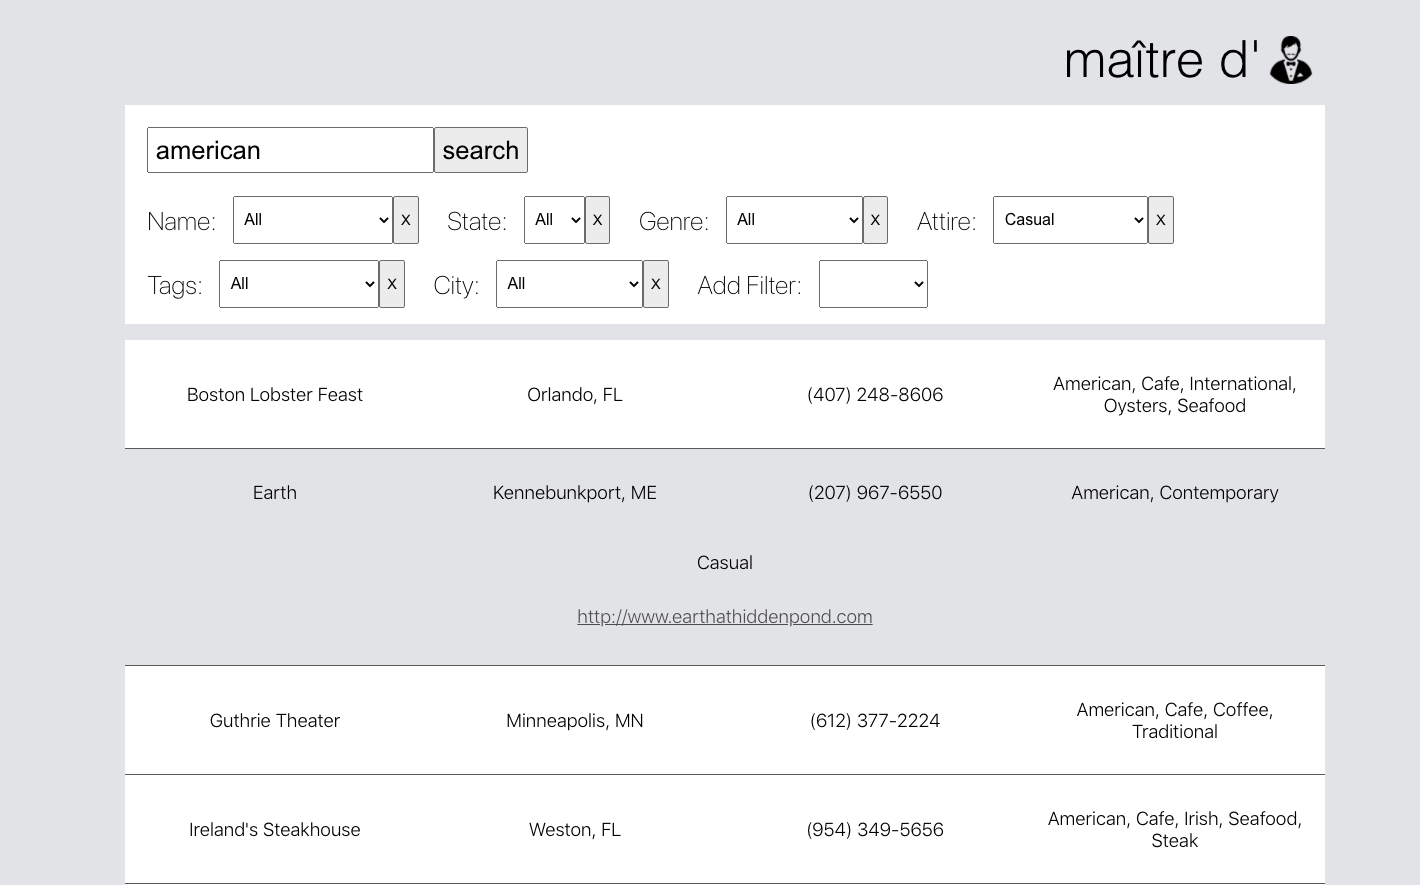 maître d'
american search
Name: All X State: All X Genre: All X Attire: Casual X
Tags: All X City: All X Add Filter:
Boston Lobster Feast Orlando, FL (407) 248-8606 American, Cafe, International,
Oysters, Seafood
Earth Kennebunkport, ME (207) 967-6550 American, Contemporary
Casual
http://www.earthathiddenpond.com
Guthrie Theater Minneapolis, MN (612) 377-2224 American, Cafe, Coffee,
Traditional
Ireland's Steakhouse Weston, FL (954) 349-5656 American, Cafe, Irish, Seafood,
Steak